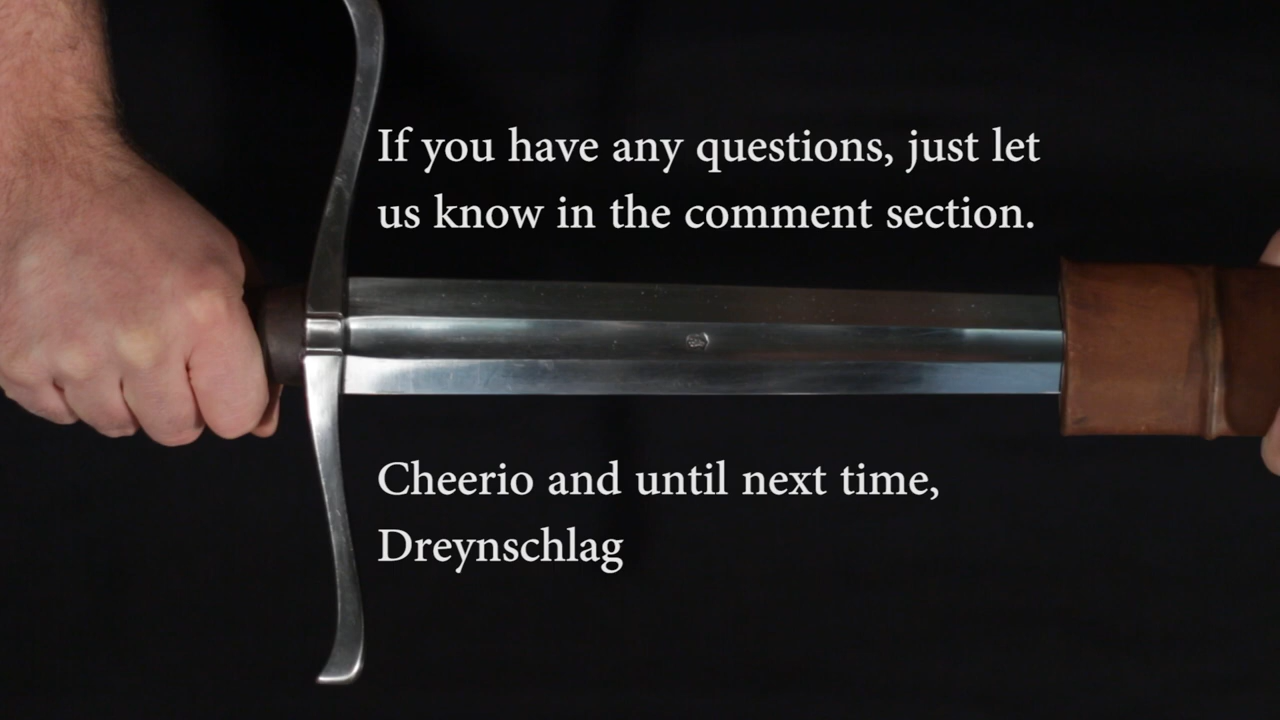 If you have any questions, just let
us know in the comment section.
Cheerio and until next time,
Dreynschlag